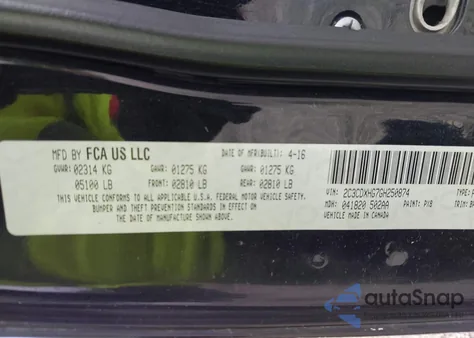 MFD BY FCA US LLC DATE OF MFR(BUILT): 4-16
GVWR: 02314 KG GAWR: 01275 KG GAWR: 01275 KG
05100 LB FRONT: 02810 LB REAR: 02810 LB
THIS VEHICLE CONFORMS TO ALL APPLICABLE U.S.A. FEDERAL MOTOR VEHICLE SAFETY,
BUMPER AND THEFT PREVENTION STANDARDS IN EFFECT ON
THE DATE OF MANUFACTURE SHOWN ABOVE.
VIN: 2C3CDXHG7GH250874 TYPE:
MDH: 041820 502AA PAINT: TRIM:
VEHICLE MADE IN CANADA
autoSnap